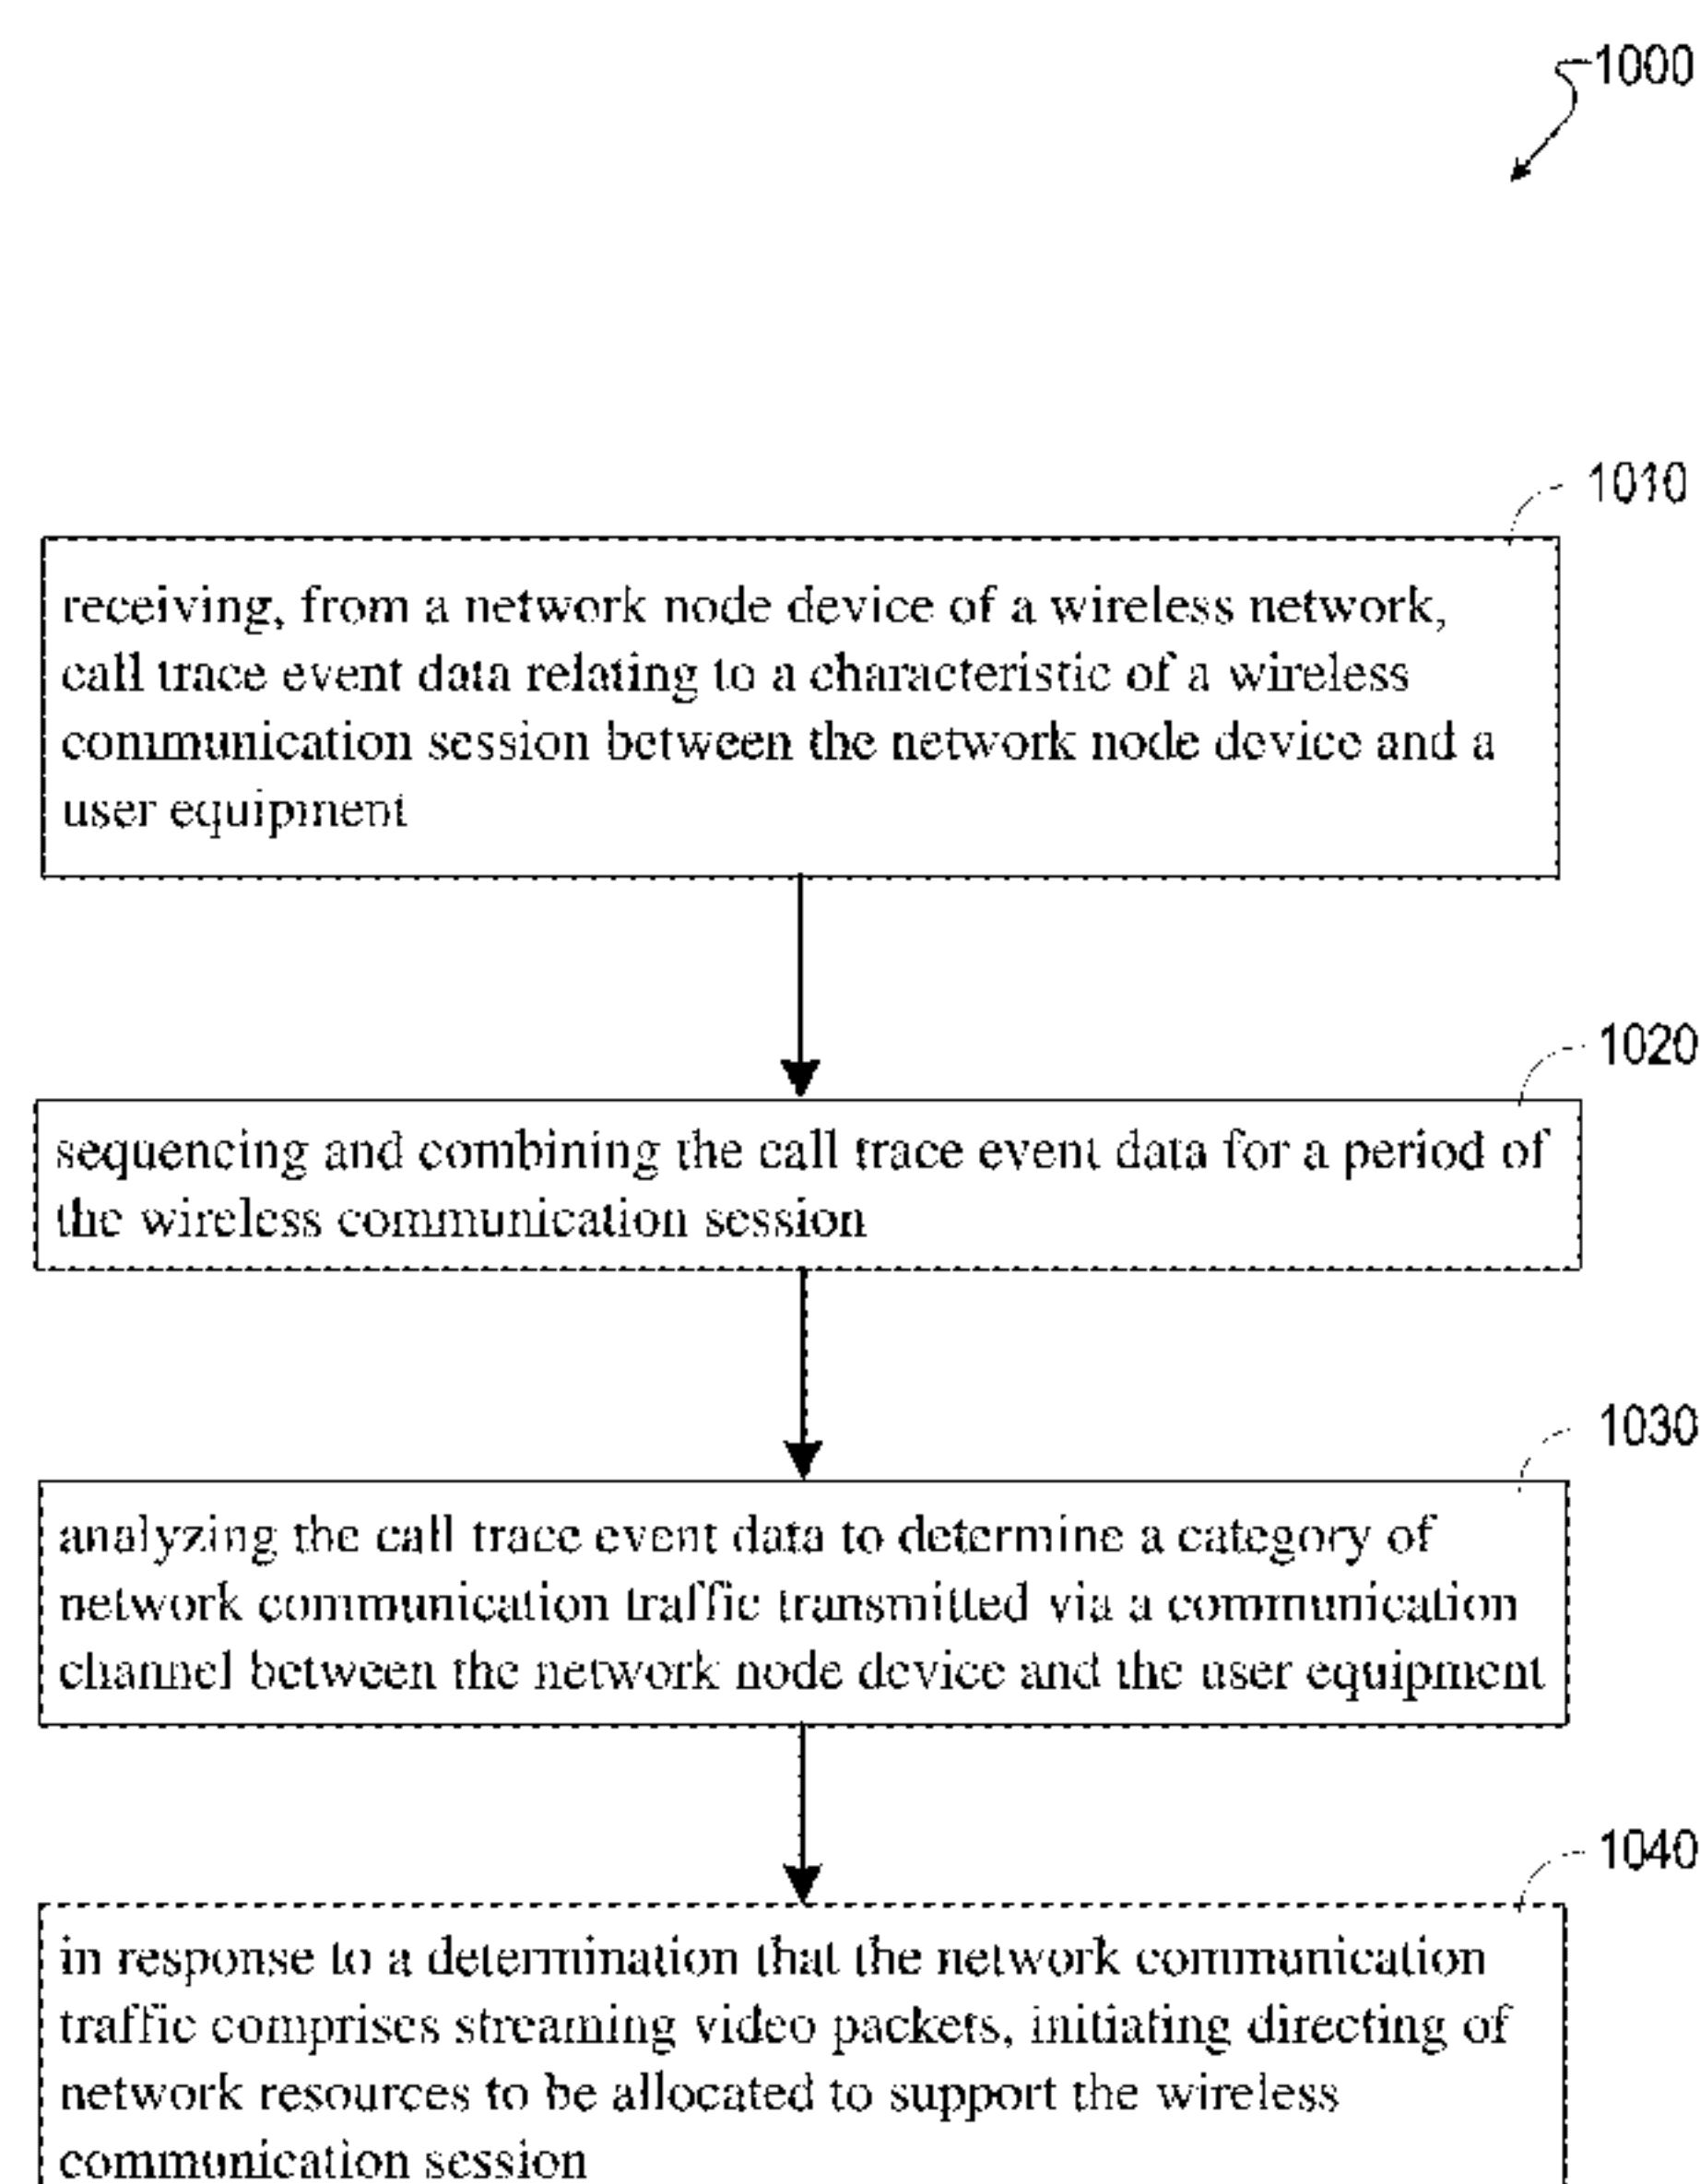 1000
1010
receiving, from a network node device of a wireless network,
call trace event data relating to a characteristic of a wireless
communication session between the network node device and a
user equipment
1020
sequencing and combining the call trace event data for a period of
the wireless communication session
1030
analyzing the call trace event data to determine a category of
network communication traffic transmitted via a communication
channel between the network node device and the user equipment
1040
in response to a determination that the network communication
traffic comprises streaming video packets, initiating directing of
network resources to be allocated to support the wireless
communication session